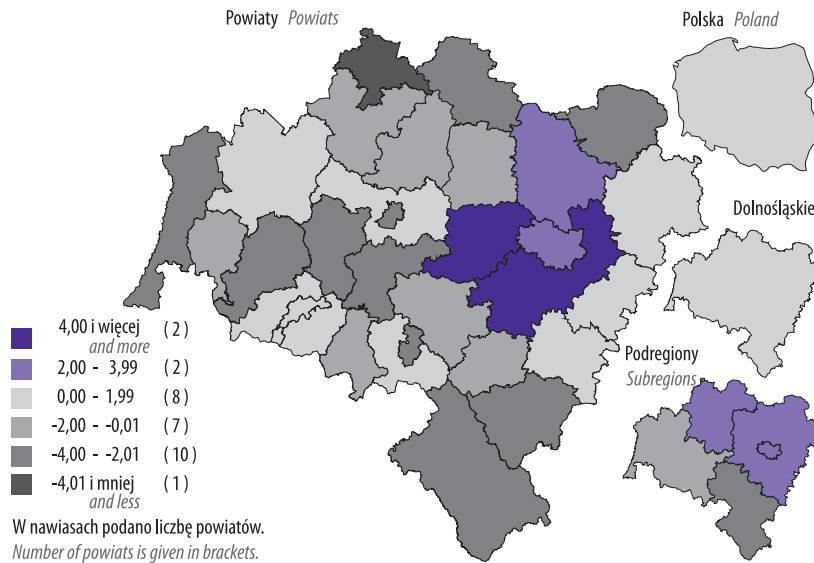 Powiaty Powiats
Polska Poland
Dolnośląskie
4,00 i więcej (2)
and more
2,00 - 3,99 (2)
0,00 - 1,99 (8)
-2,00 - -0,01 (7)
-4,00 - -2,01 (10)
-4,01 i mniej (1)
and less
Podregiony
Subregions
W nawiasach podano liczbę powiatów.
Number of powiats is given in brackets.